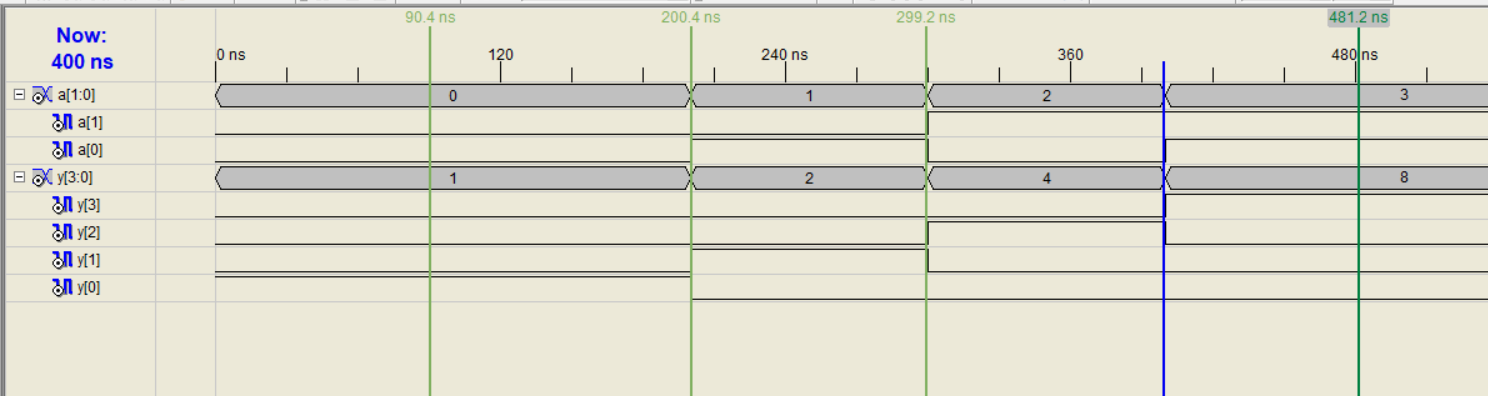 90.4 ns 200.4 ns 299.2 ns 481.2 ns
Now:
400 ns
0 ns 120 240 ns 360 480 ns
a[1:0] 0 1 2 3
a[1]
a[0]
y[3:0] 1 2 4 8
y[3]
y[2]
y[1]
y[0]